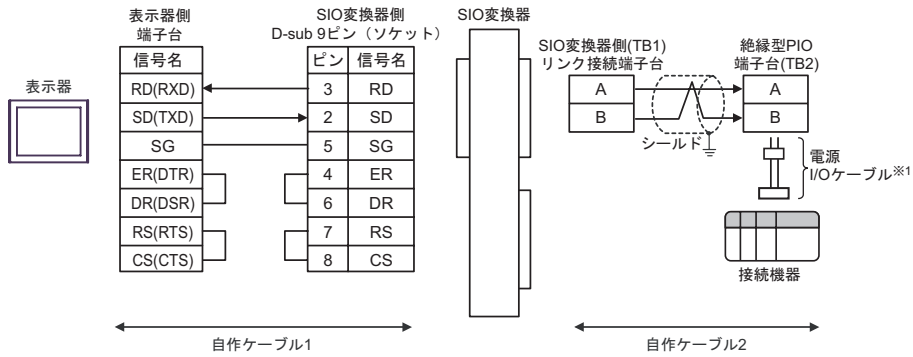 表示器
表示器側
端子台
信号名
RD(RXD)
SD(TXD)
SG
ER(DTR)
DR(DSR)
RS(RTS)
CS(CTS)
SIO変換器側
D-sub 9ピン（ソケット）
ピン 信号名
3 RD
2 SD
5 SG
4 ER
6 DR
7 RS
8 CS
自作ケーブル1
SIO変換器
SIO変換器側(TB1)
リンク接続端子台
A
B
シールド
絶縁型PIO
端子台(TB2)
A
B
電源
I/Oケーブル※1
接続機器
自作ケーブル2